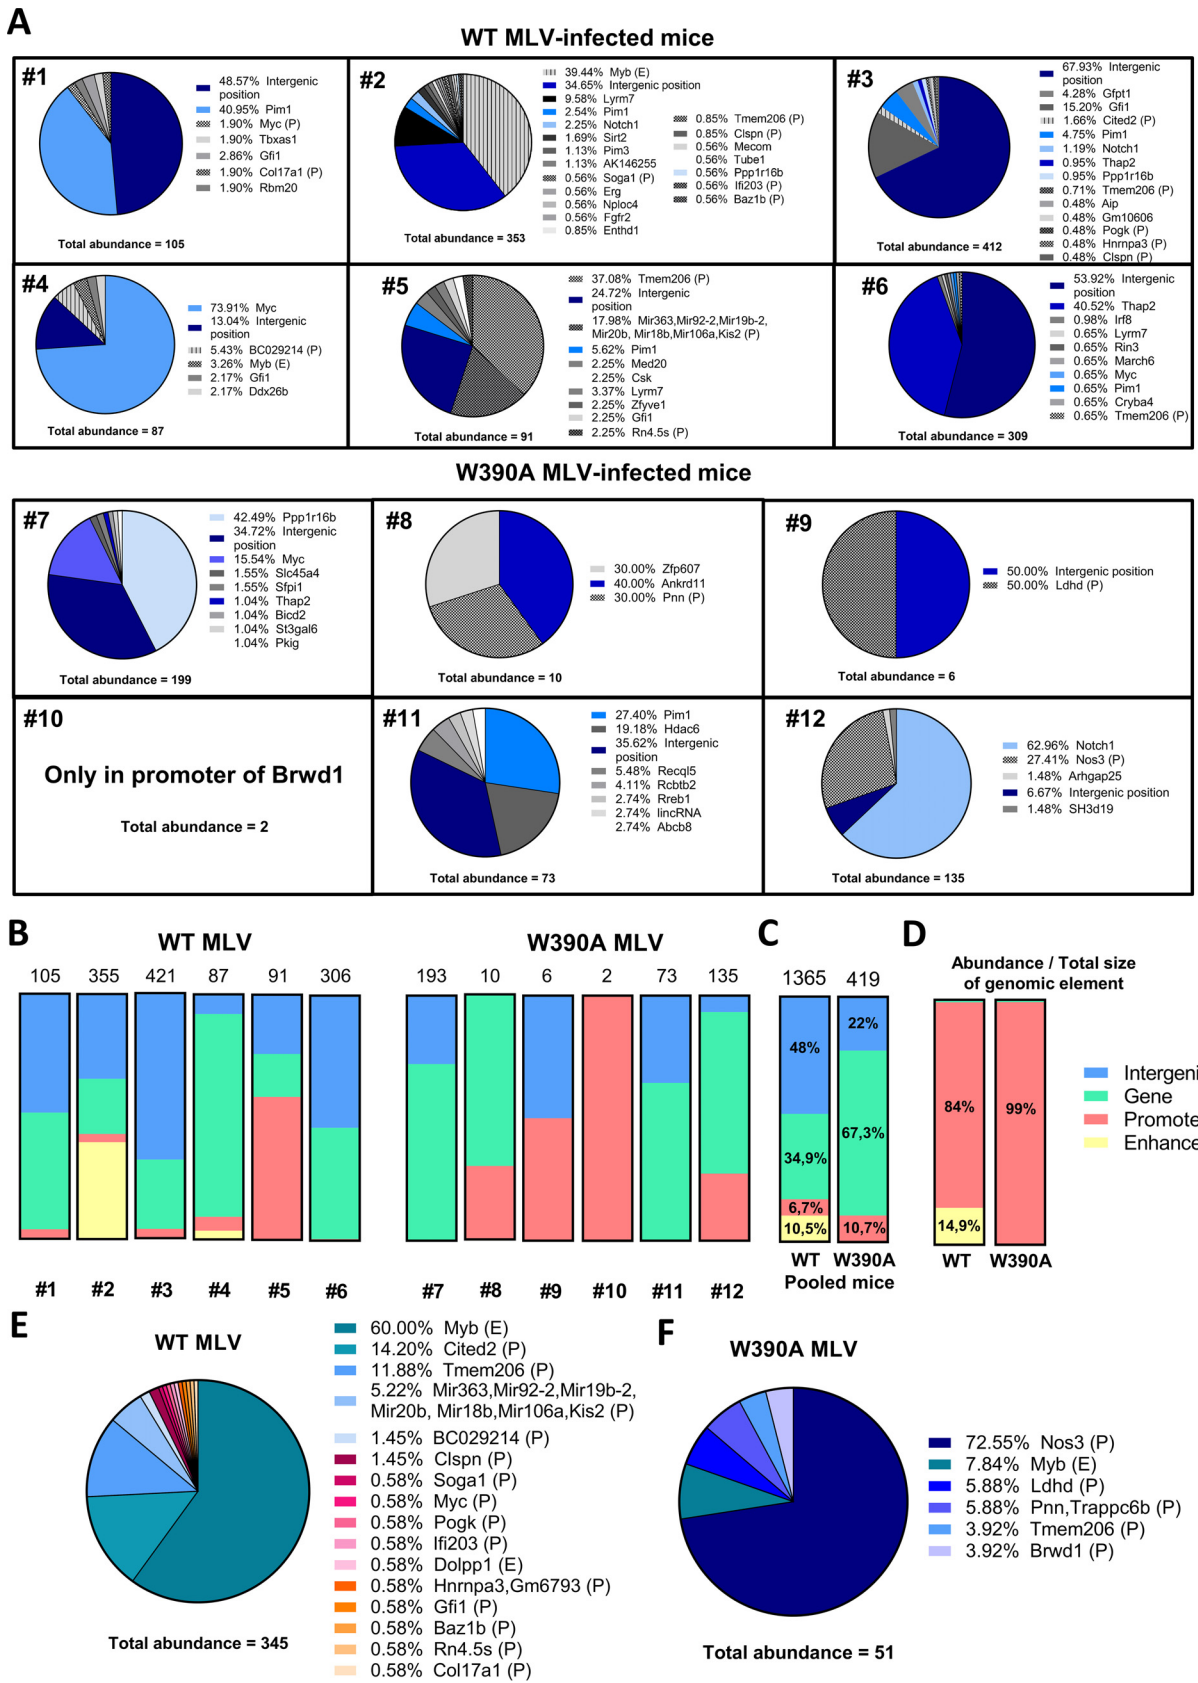 A
WT MLV-infected mice
#1
48.57% Intergenic
position
40.95% Pim1
1.90% Myc (P)
1.90% Tbxas1
2.86% Gfi1
1.90% Col17a1 (P)
1.90% Rbm20
Total abundance = 105
#2
39.44% Myb (E)
34.65% Intergenic position
9.58% Lyrm7
2.54% Pim1
2.25% Notch1
1.69% Sirt2
1.13% Pim3
1.13% AK146255
0.56% Soga1 (P)
0.56% Erg
0.56% Nploc4
0.56% Fgfr2
0.85% Enthd1
0.85% Tmem206 (P)
0.85% Clspn (P)
0.56% Mecom
0.56% Tube1
0.56% Ppp1r16b
0.56% Ifi203 (P)
0.56% Baz1b (P)
Total abundance = 353
#3
67.93% Intergenic
position
4.28% Gfpt1
15.20% Gfi1
1.66% Cited2 (P)
4.75% Pim1
1.19% Notch1
0.95% Thap2
0.95% Ppp1r16b
0.71% Tmem206 (P)
0.48% Aip
0.48% Gm10606
0.48% Pogk (P)
0.48% Hnrnpa3 (P)
0.48% Clspn (P)
Total abundance = 412
#4
73.91% Myc
13.04% Intergenic
position
5.43% BC029214 (P)
3.26% Myb (E)
2.17% Gfi1
2.17% Ddx26b
Total abundance = 87
#5
37.08% Tmem206 (P)
24.72% Intergenic
position
17.98% Mir363,Mir92-2,Mir19b-2,
Mir20b, Mir18b,Mir106a,Kis2 (P)
5.62% Pim1
2.25% Med20
2.25% Csk
3.37% Lyrm7
2.25% Zfyve1
2.25% Gfi1
2.25% Rn4.5s (P)
Total abundance = 91
#6
53.92% Intergenic
position
40.52% Thap2
0.98% Irf8
0.65% Lyrm7
0.65% Rin3
0.65% March6
0.65% Myc
0.65% Pim1
0.65% Cryba4
0.65% Tmem206 (P)
Total abundance = 309
W390A MLV-infected mice
#7
42.49% Ppp1r16b
34.72% Intergenic
position
15.54% Myc
1.55% Slc45a4
1.55% Sfpi1
1.04% Thap2
1.04% Bicd2
1.04% St3gal6
1.04% Pkig
Total abundance = 199
#8
30.00% Zfp607
40.00% Ankrd11
30.00% Pnn (P)
Total abundance = 10
#9
50.00% Intergenic position
50.00% Ldhd (P)
Total abundance = 6
#10
Only in promoter of Brwd1
Total abundance = 2
#11
27.40% Pim1
19.18% Hdac6
35.62% Intergenic
position
5.48% Recql5
4.11% Rcbtb2
2.74% Rreb1
2.74% lincRNA
2.74% Abcb8
Total abundance = 73
#12
62.96% Notch1
27.41% Nos3 (P)
1.48% Arhgap25
6.67% Intergenic position
1.48% SH3d19
Total abundance = 135
B
WT MLV
105 355 421 87 91 306
#1 #2 #3 #4 #5 #6
W390A MLV
193 10 6 2 73 135
#7 #8 #9 #10 #11 #12
C
1365 419
48%
34,9%
6,7%
10,5%
22%
67,3%
10,7%
WT W390A
Pooled mice
D
Abundance / Total size
of genomic element
84%
14,9%
99%
WT W390A
Intergeni
Gene
Promote
Enhance
E
WT MLV
60.00% Myb (E)
14.20% Cited2 (P)
11.88% Tmem206 (P)
5.22% Mir363,Mir92-2,Mir19b-2,
Mir20b, Mir18b,Mir106a,Kis2 (P)
1.45% BC029214 (P)
1.45% Clspn (P)
0.58% Soga1 (P)
0.58% Myc (P)
0.58% Pogk (P)
0.58% Ifi203 (P)
0.58% Dolpp1 (E)
0.58% Hnrnpa3,Gm6793 (P)
0.58% Gfi1 (P)
0.58% Baz1b (P)
0.58% Rn4.5s (P)
0.58% Col17a1 (P)
Total abundance = 345
F
W390A MLV
72.55% Nos3 (P)
7.84% Myb (E)
5.88% Ldhd (P)
5.88% Pnn,Trappc6b (P)
3.92% Tmem206 (P)
3.92% Brwd1 (P)
Total abundance = 51